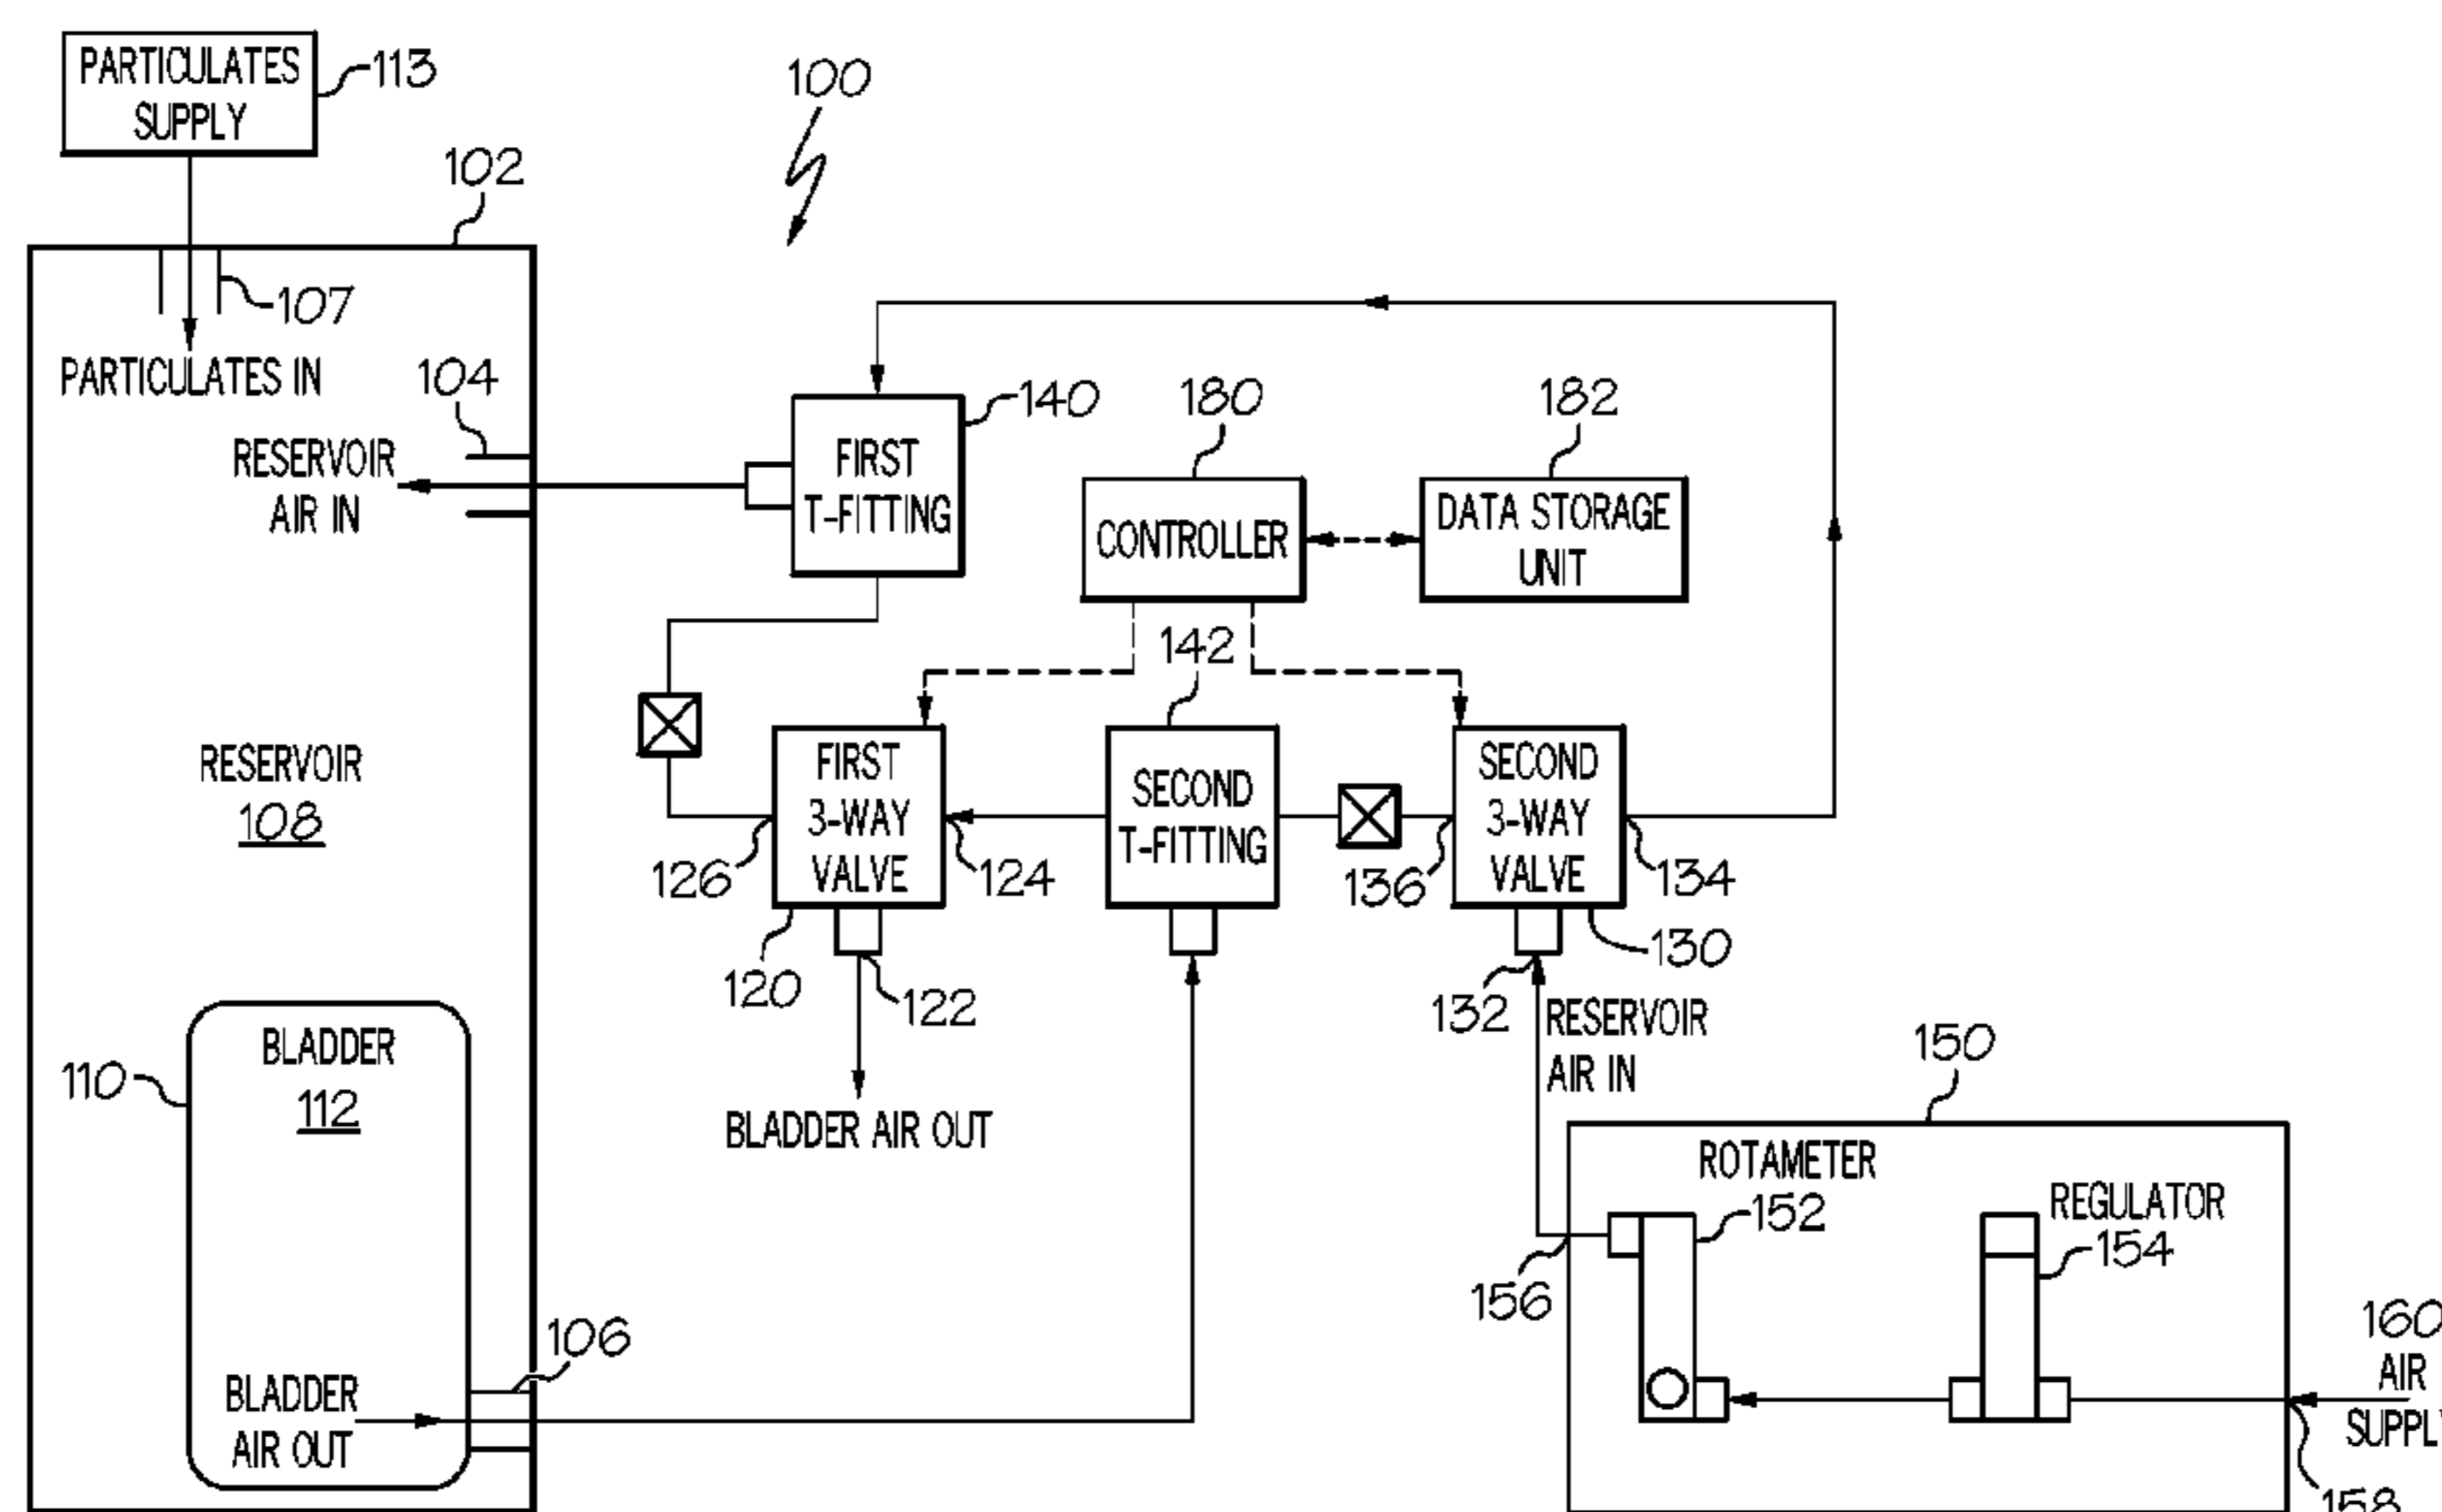 PARTICULATES
SUPPLY
113
100
102
107
PARTICULATES IN
104
RESERVOIR
AIR IN
FIRST
T-FITTING
140
180
CONTROLLER
182
DATA STORAGE
UNIT
142
RESERVOIR
108
FIRST
3-WAY
VALVE
126
124
120
122
BLADDER AIR OUT
SECOND
T-FITTING
SECOND
3-WAY
VALVE
136
134
130
132
RESERVOIR
AIR IN
110
BLADDER
112
BLADDER
AIR OUT
106
150
ROTAMETER
152
REGULATOR
154
156
160
AIR
SUPPLY
158